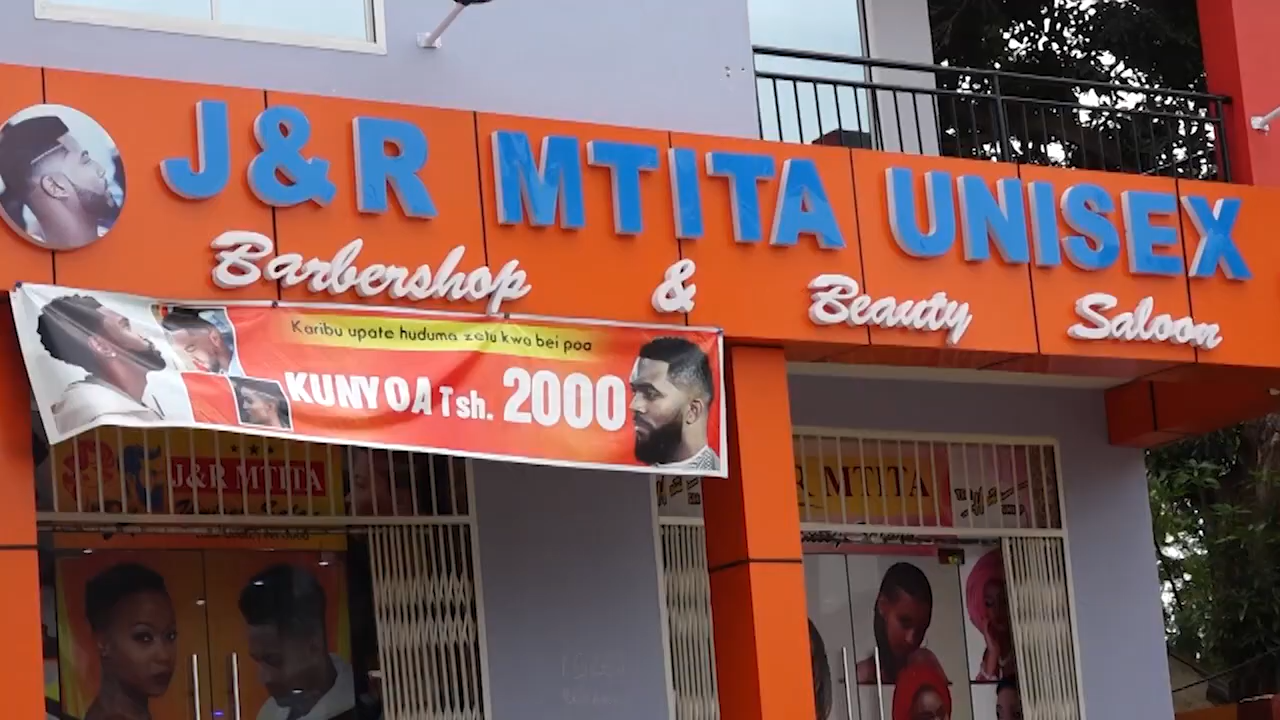 J&R MTITA UNISEX
Barbershop & Beauty Saloon
Karibu upate huduma zetu kwa bei poa
KUNYOA Tsh. 2000
J&R MTITA
R MTITA